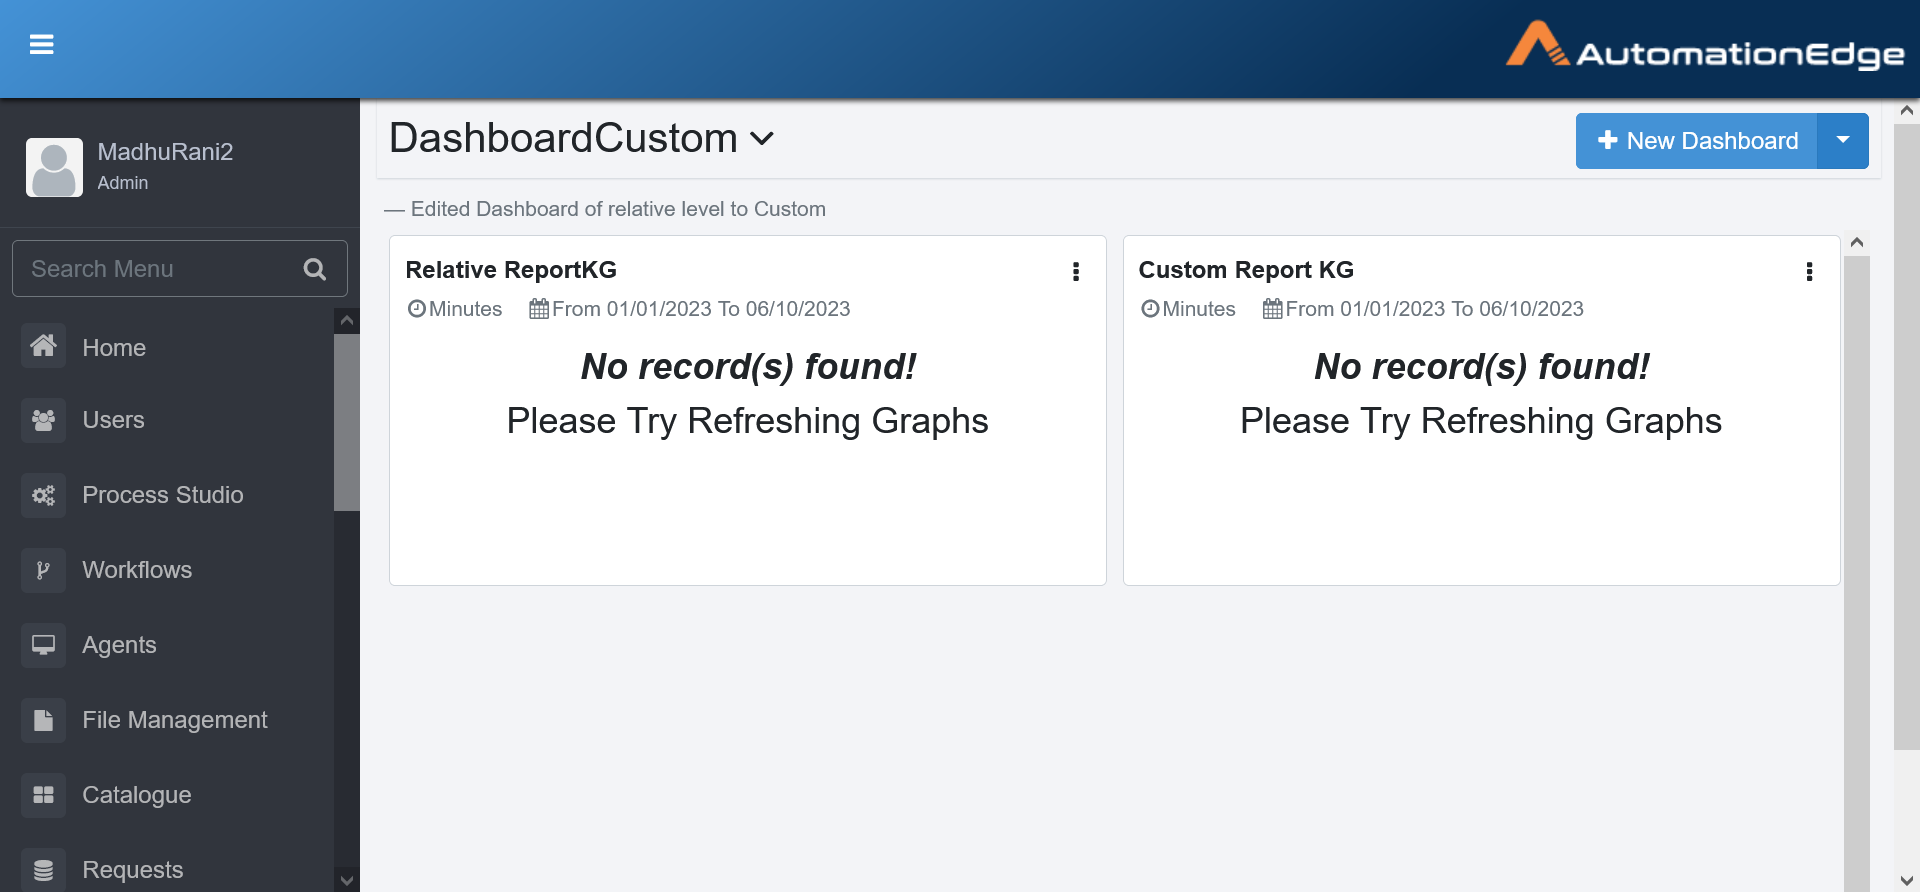 AutomationEdge
MadhuRani2
Admin
Search Menu
Home
Users
Process Studio
Workflows
Agents
File Management
Catalogue
Requests
DashboardCustom
New Dashboard
— Edited Dashboard of relative level to Custom
Relative ReportKG
Minutes From 01/01/2023 To 06/10/2023
No record(s) found!
Please Try Refreshing Graphs
Custom Report KG
Minutes From 01/01/2023 To 06/10/2023
No record(s) found!
Please Try Refreshing Graphs